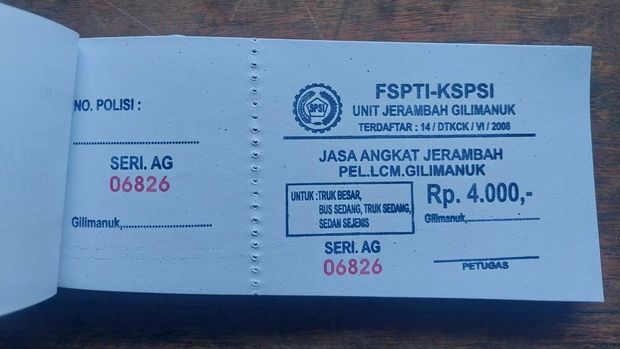 NO. POLISI :
SERI. AG
06826
Gilimanuk,
SPSI
FSPTI-KSPSI
UNIT JERAMBAH GILIMANUK
TERDAFTAR : 14 / DTKCK / VI / 2008
JASA ANGKAT JERAMBAH
PEL.LCM.GILIMANUK
UNTUK :TRUK BESAR,
BUS SEDANG, TRUK SEDANG,
SEDAN SEJENIS
Rp. 4.000,-
Gilimanuk,
SERI. AG
06826
PETUGAS